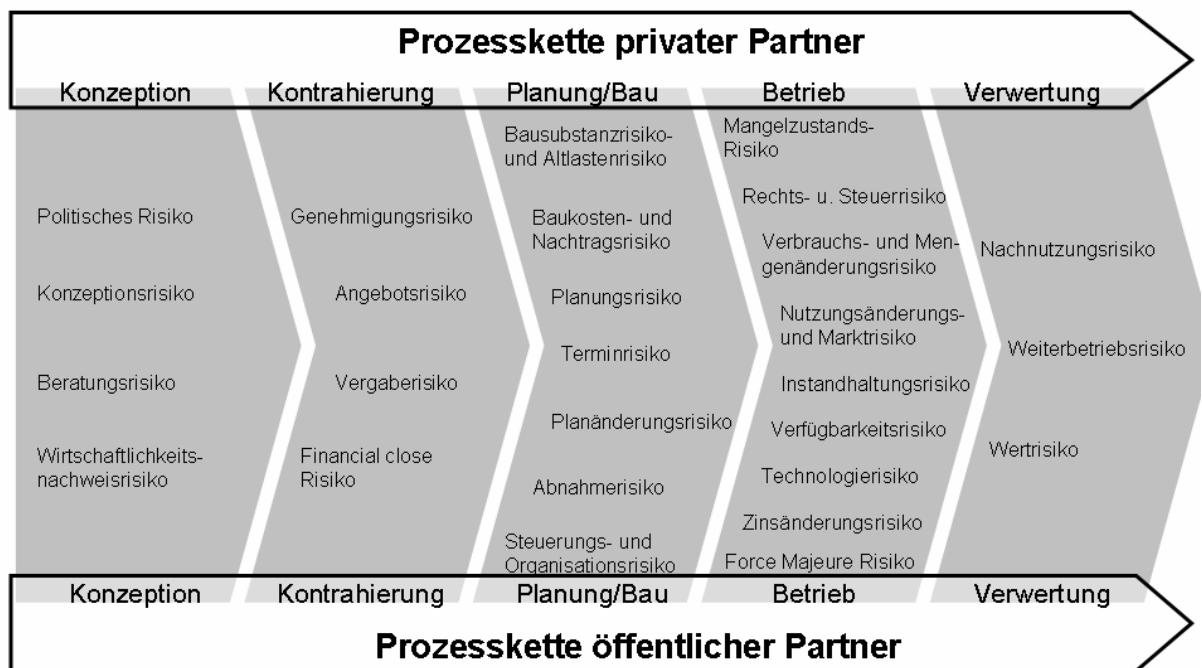 Prozesskette privater Partner
Konzeption
Kontrahierung
Planung/Bau
Betrieb
Verwertung
Politisches Risiko
Konzeptionsrisiko
Beratungsrisiko
Wirtschaftlichkeits-
nachweisrisiko
Genehmigungsrisiko
Angebotsrisiko
Vergaberisiko
Financial close
Risiko
Bausubstanzrisiko-
und Altlastenrisiko
Baukosten- und
Nachtragsrisiko
Planungsrisiko
Terminrisiko
Planänderungsrisiko
Abnahmerisiko
Steuerungs- und
Organisationsrisiko
Mangelzustands-
Risiko
Rechts- u. Steuerrisiko
Verbrauchs- und Men-
genänderungsrisiko
Nutzungsänderungs-
und Marktrisiko
Instandhaltungsrisiko
Verfügbarkeitsrisiko
Technologierisiko
Zinsänderungsrisiko
Force Majeure Risiko
Nachnutzungsrisiko
Weiterbetriebsrisiko
Wertrisiko
Konzeption
Kontrahierung
Planung/Bau
Betrieb
Verwertung
Prozesskette öffentlicher Partner